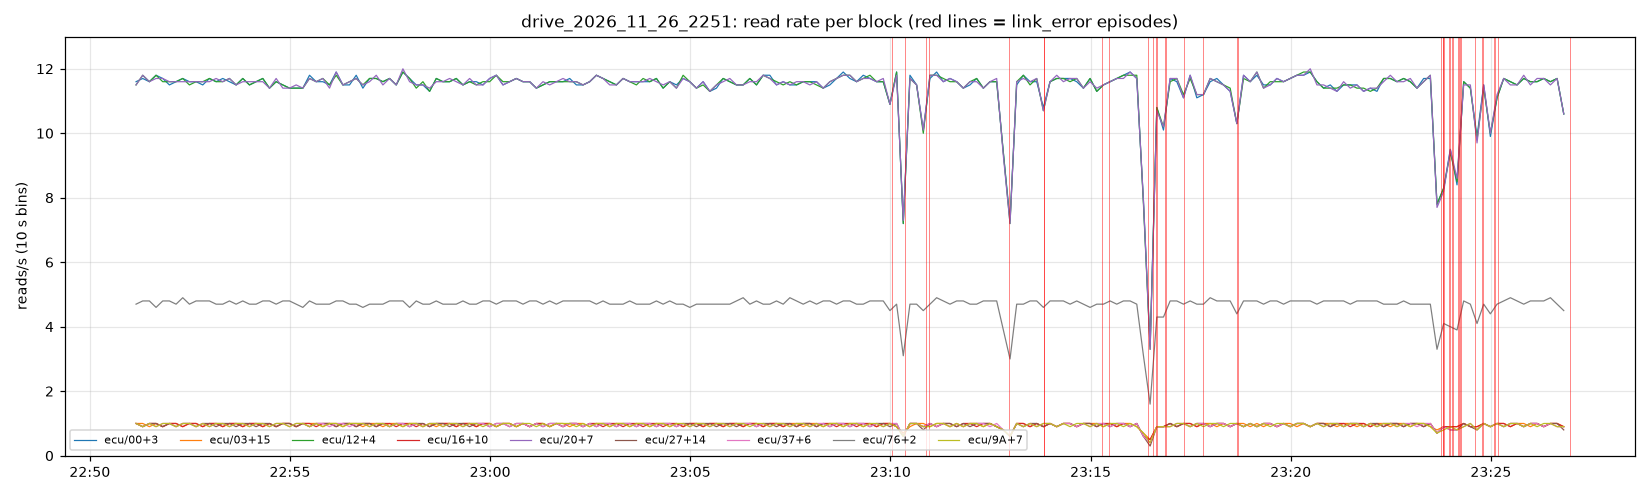 drive_2026_11_26_2251: read rate per block (red lines = link_error episodes)
reads/s (10 s bins)
12
10
8
6
4
2
0
ecu/00+3 ecu/03+15 ecu/12+4 ecu/16+10 ecu/20+7 ecu/27+14 ecu/37+6 ecu/76+2 ecu/9A+7
22:50 22:55 23:00 23:05 23:10 23:15 23:20 23:25